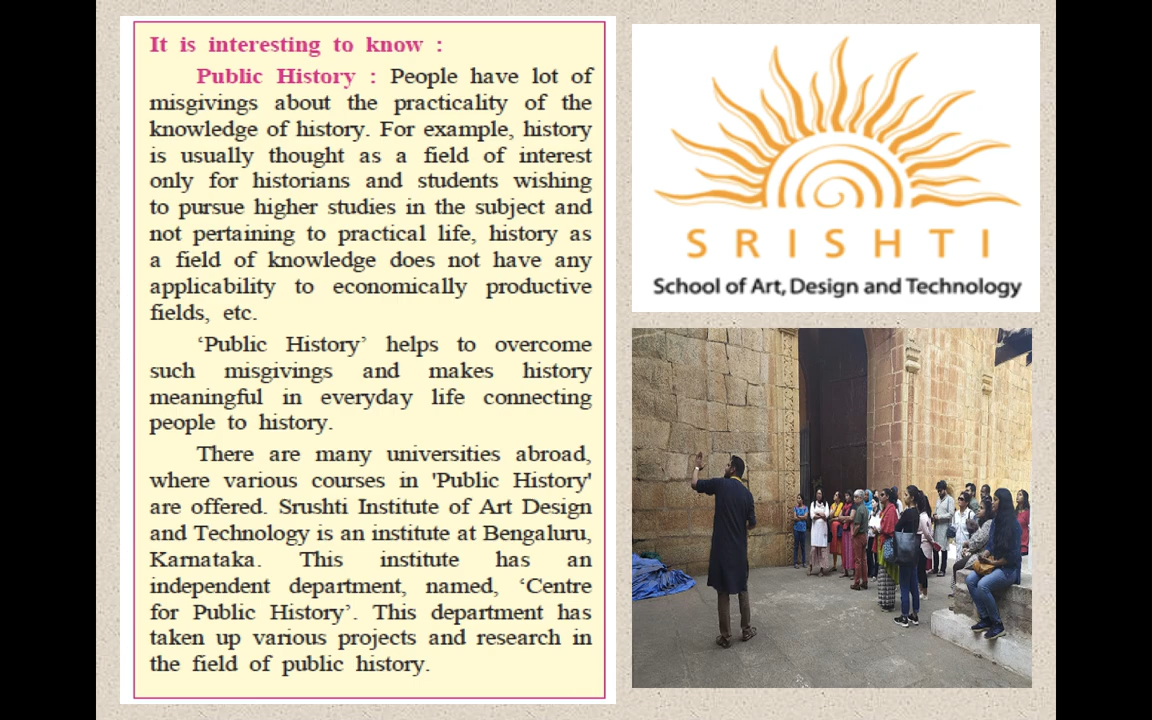 It is interesting to know :
Public History : People have lot of
misgivings about the practicality of the
knowledge of history. For example, history
is usually thought as a field of interest
only for historians and students wishing
to pursue higher studies in the subject and
not pertaining to practical life, history as
a field of knowledge does not have any
applicability to economically productive
fields, etc.
‘Public History’ helps to overcome
such misgivings and makes history
meaningful in everyday life connecting
people to history.
There are many universities abroad,
where various courses in 'Public History'
are offered. Srushti Institute of Art Design
and Technology is an institute at Bengaluru,
Karnataka. This institute has an
independent department, named, ‘Centre
for Public History’. This department has
taken up various projects and research in
the field of public history.
SRISHTI
School of Art, Design and Technology